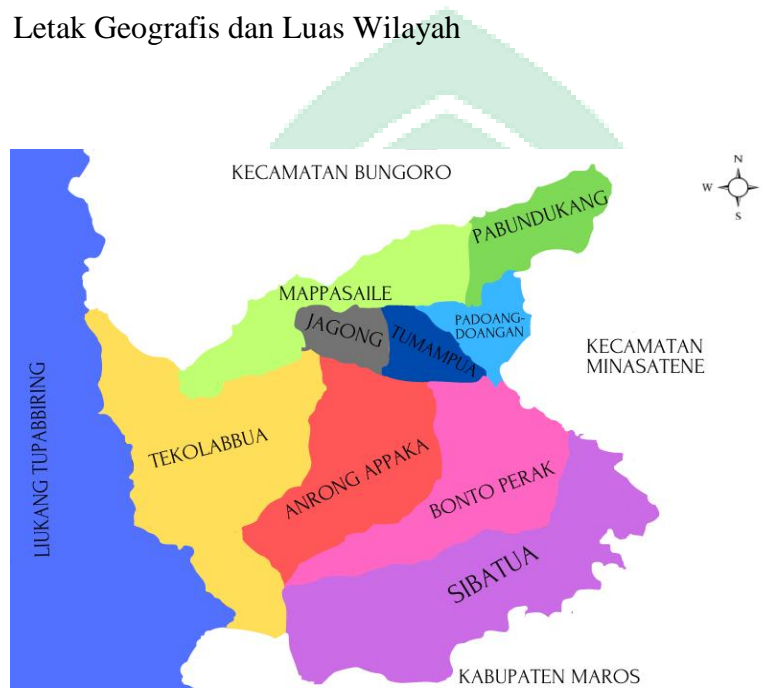 Letak Geografis dan Luas Wilayah
N
W
S
KECAMATAN BUNGORO
PABUNDUKANG
MAPPASAILE
JAGONG
TUMAMPUA
PADOANG-
DOANGAN
KECAMATAN
MINASATENE
LIUKANG TUPABBIRING
TEKOLABBUA
ANRONG APPAKA
BONTO PERAK
SIBATUA
KABUPATEN MAROS